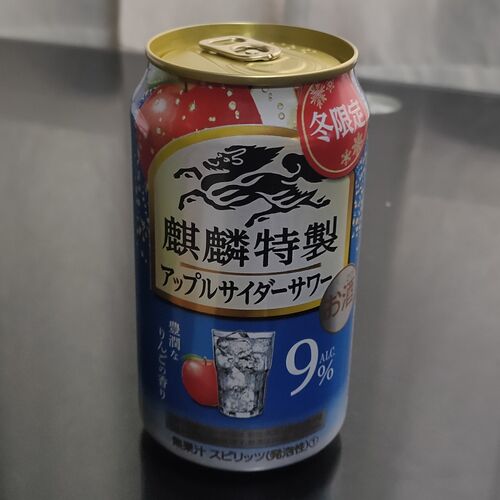 冬限定
麒麟特製
アップルサイダーサワー
お酒
豊潤な
りんごの香り
ALC.
9%
無果汁 スピリッツ(発泡性)①